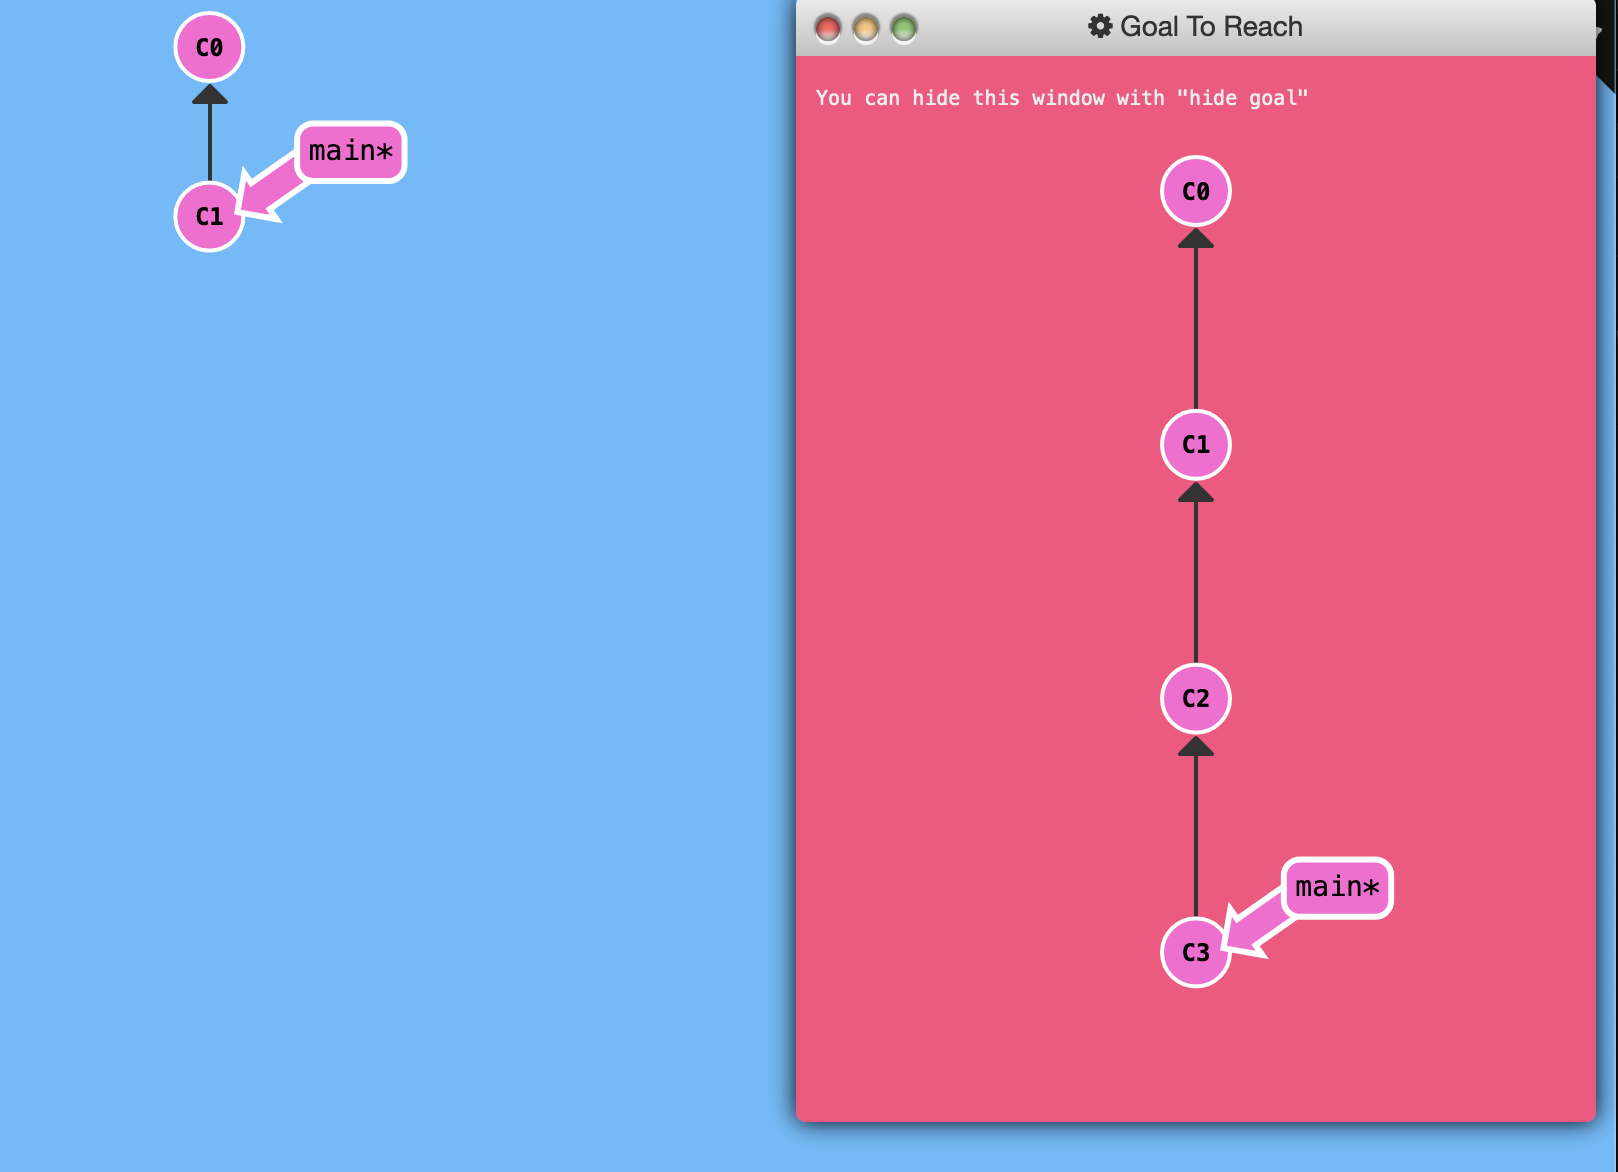 C0
main*
C1
Goal To Reach
You can hide this window with "hide goal"
C0
C1
C2
main*
C3